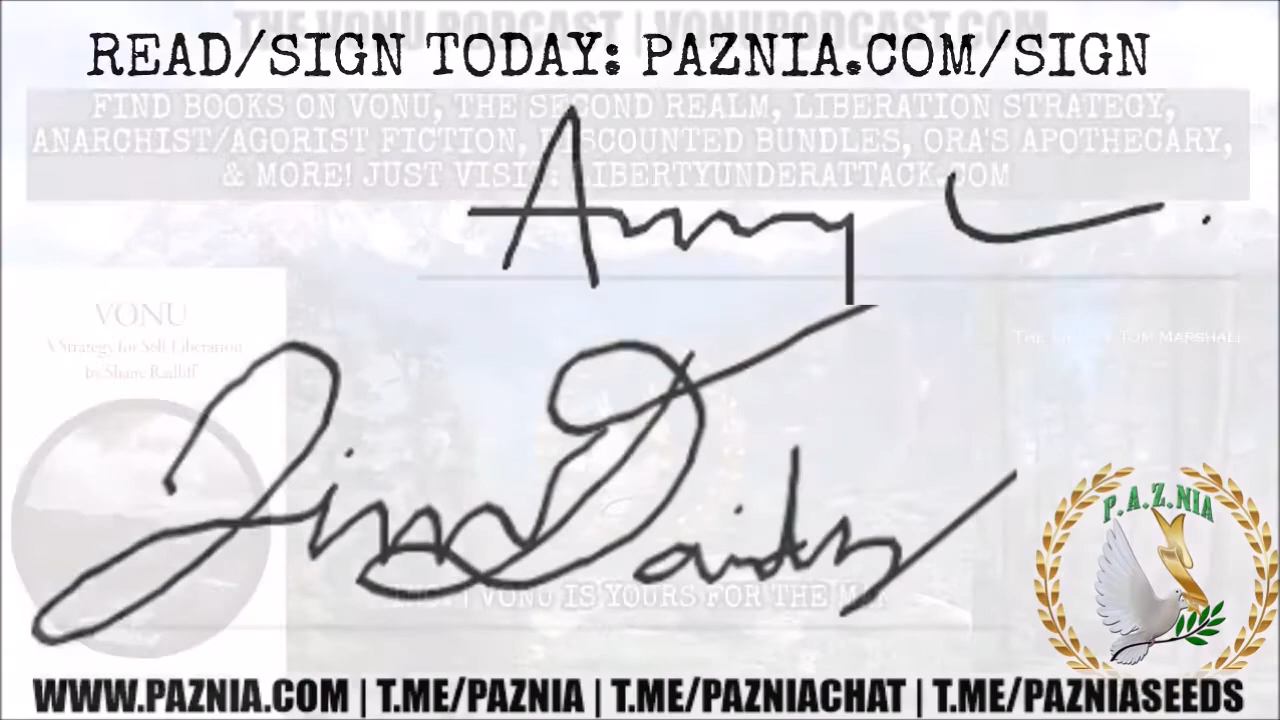 THE VONU PODCAST | VONUPODCAST.COM
READ/SIGN TODAY: PAZNIA.COM/SIGN
FIND BOOKS ON VONU, THE SECOND REALM, LIBERATION STRATEGY,
ANARCHIST/AGORIST FICTION, DISCOUNTED BUNDLES, ORA'S APOTHECARY,
& MORE! JUST VISIT: LIBERTYUNDERATTACK.COM
VONU
A Strategy for Self-Liberation
by Shane Radliff
TOM MARSHALL
P.A.Z.NIA
VONU IS YOURS FOR THE
WWW.PAZNIA.COM | T.ME/PAZNIA | T.ME/PAZNIACHAT | T.ME/PAZNIASEEDS